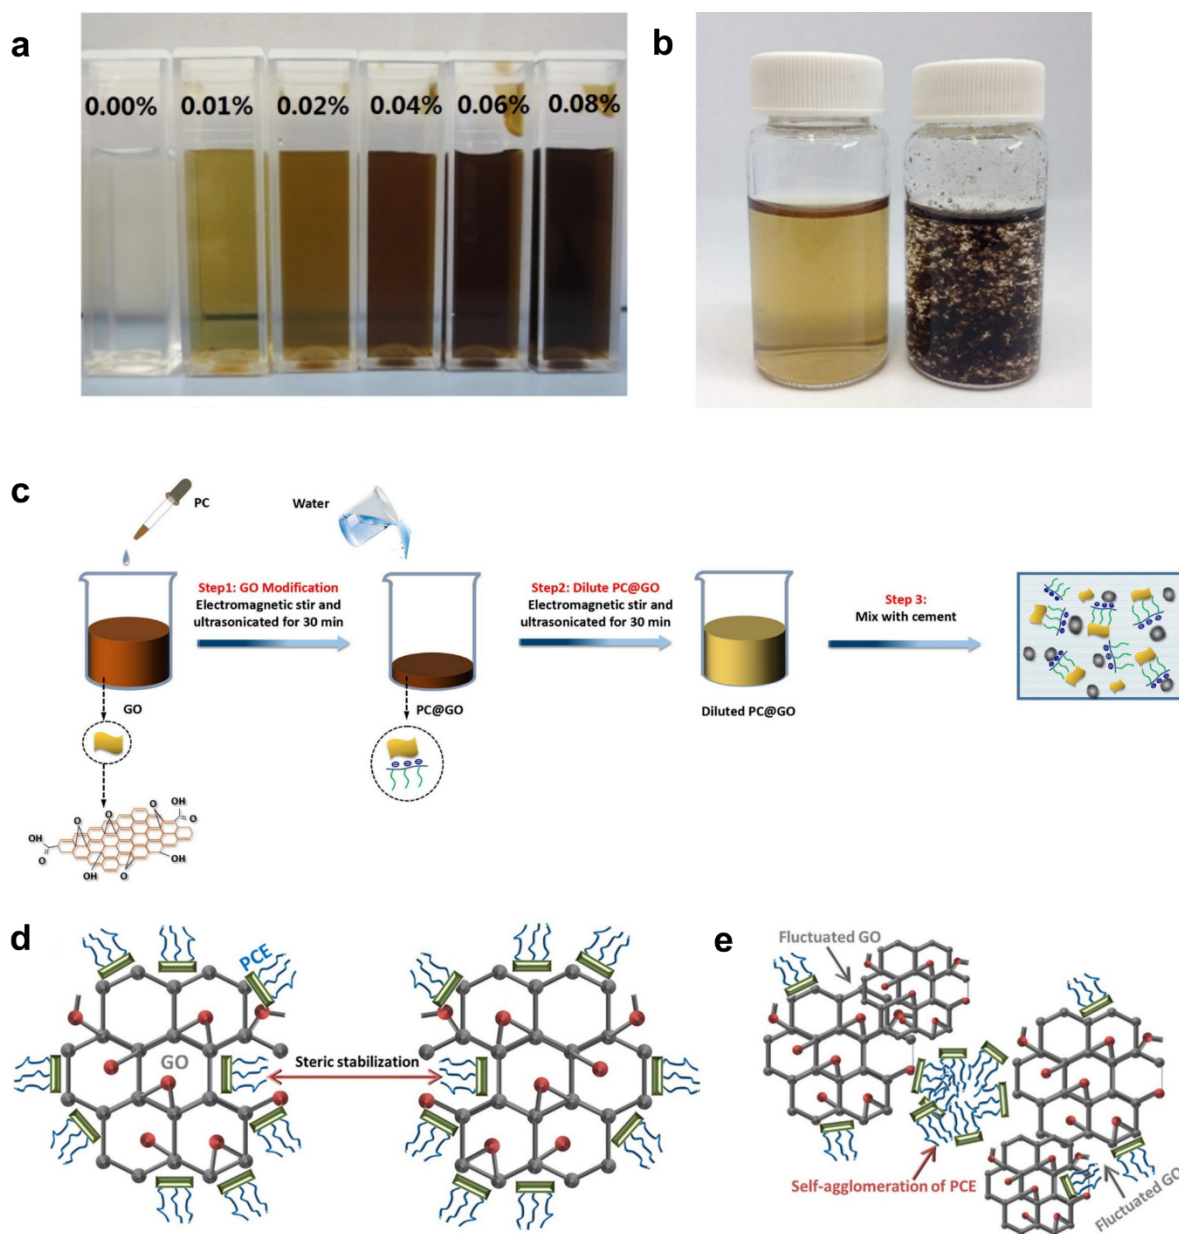 a
0.00% 0.01% 0.02% 0.04% 0.06% 0.08%
b
c
PC
Water
Step1: GO Modification
Electromagnetic stir and
ultrasonicated for 30 min
Step2: Dilute PC@GO
Electromagnetic stir and
ultrasonicated for 30 min
Step 3:
Mix with cement
GO
PC@GO
Diluted PC@GO
O
O
O
OH
O
OH
O
OH
O
OH
d
PCE
GO
Steric stabilization
e
Fluctuated GO
Self-agglomeration of PCE
Fluctuated GO